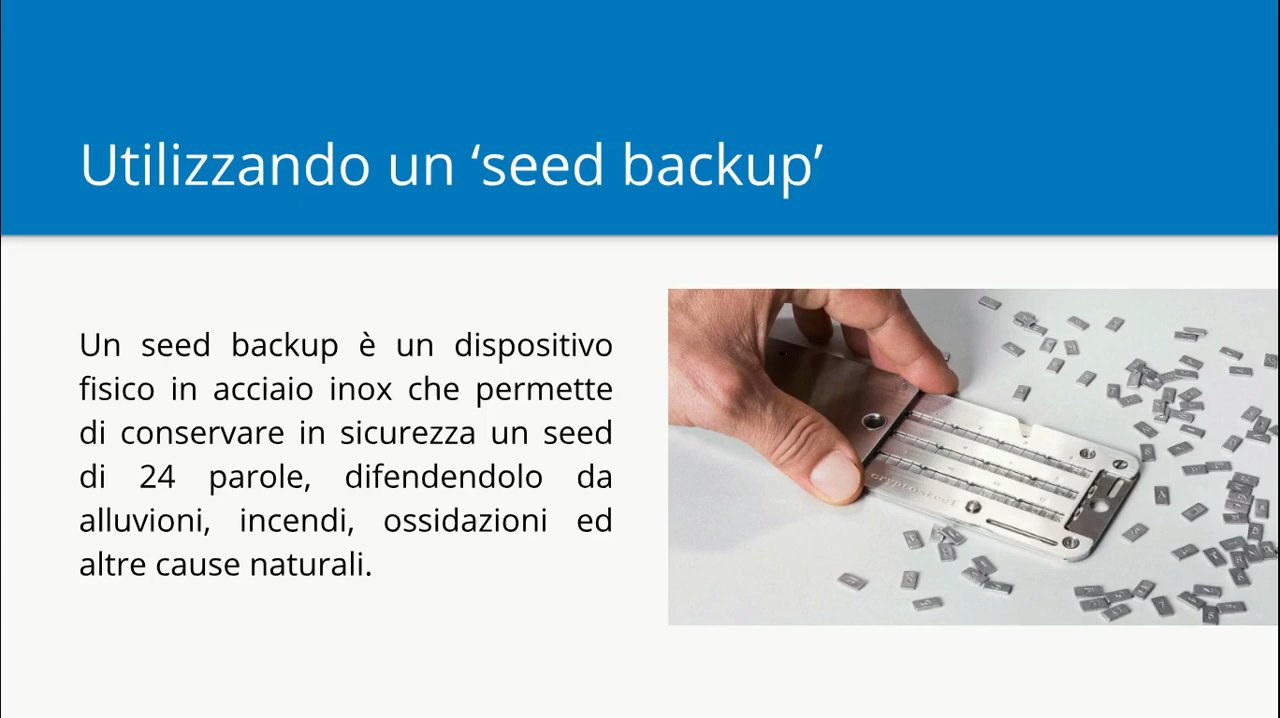 Utilizzando un ‘seed backup’
Un seed backup è un dispositivo
fisico in acciaio inox che permette
di conservare in sicurezza un seed
di 24 parole, difendendolo da
alluvioni, incendi, ossidazioni ed
altre cause naturali.
cryptosteel